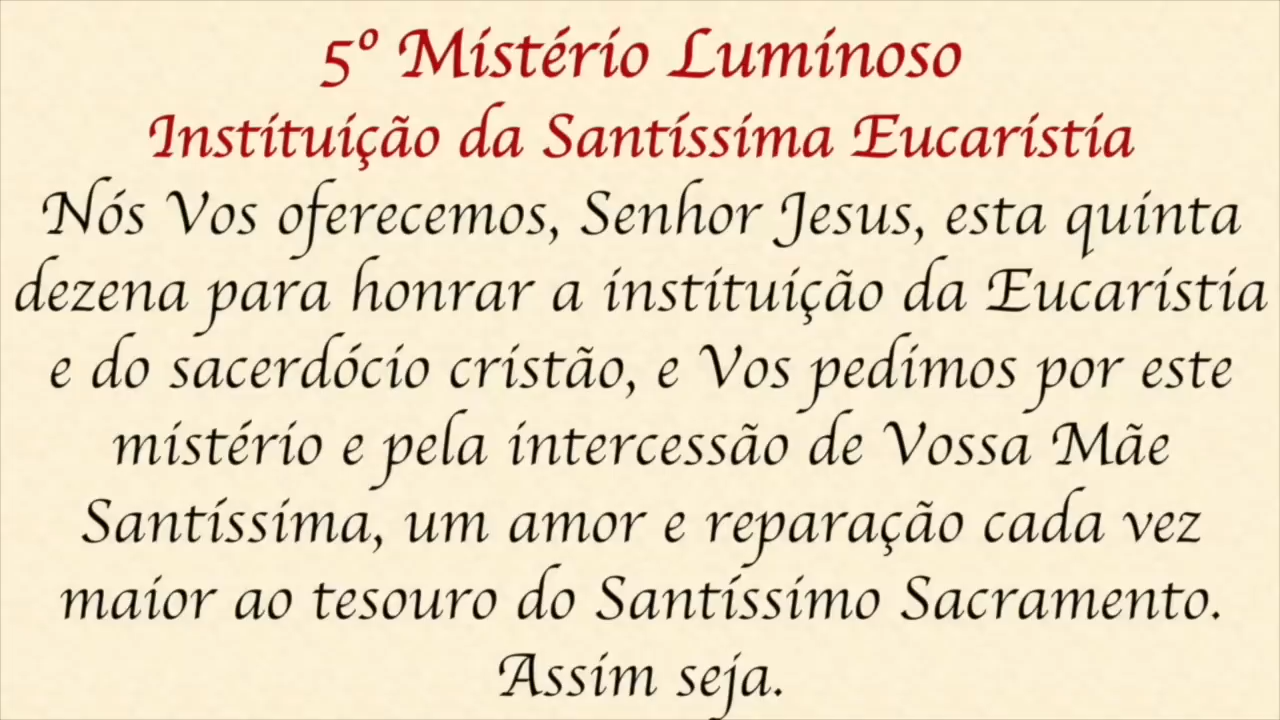 5º Mistério Luminoso
Instituição da Santíssima Eucaristia
Nós Vos oferecemos, Senhor Jesus, esta quinta
dezena para honrar a instituição da Eucaristia
e do sacerdócio cristão, e Vos pedimos por este
mistério e pela intercessão de Vossa Mãe
Santíssima, um amor e reparação cada vez
maior ao tesouro do Santíssimo Sacramento.
Assim seja.